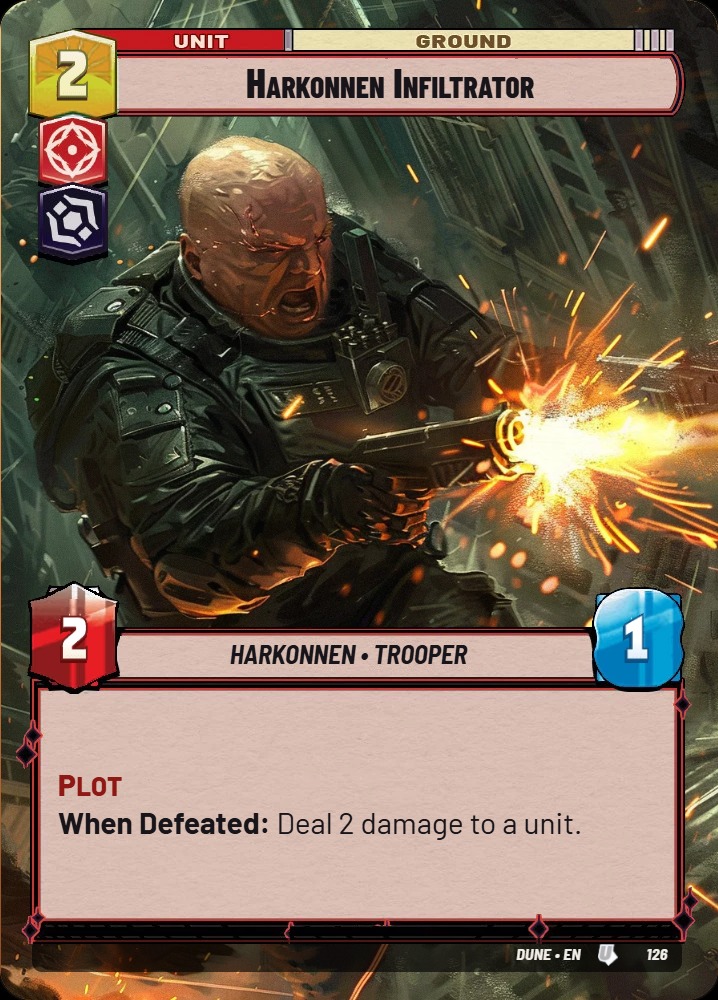 UNIT GROUND
2 HARKONNEN INFILTRATOR
2 HARKONNEN • TROOPER 1
PLOT
When Defeated: Deal 2 damage to a unit.
DUNE • EN U 126